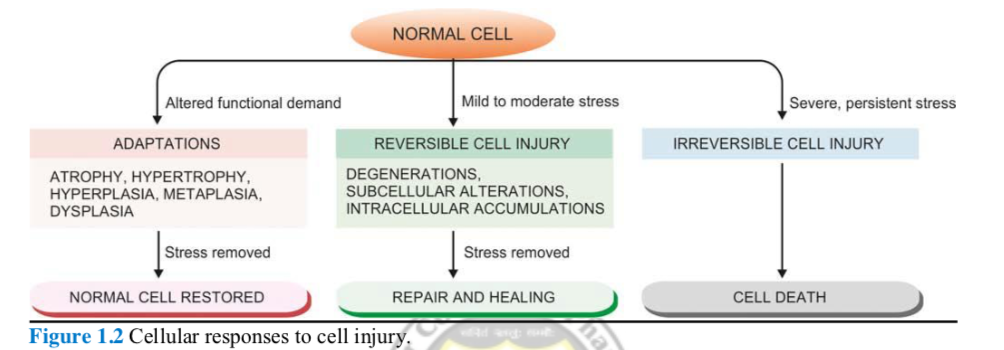 NORMAL CELL
Altered functional demand
Mild to moderate stress
Severe, persistent stress
ADAPTATIONS
ATROPHY, HYPERTROPHY,
HYPERPLASIA, METAPLASIA,
DYSPLASIA
REVERSIBLE CELL INJURY
DEGENERATIONS,
SUBCELLULAR ALTERATIONS,
INTRACELLULAR ACCUMULATIONS
IRREVERSIBLE CELL INJURY
Stress removed
Stress removed
NORMAL CELL RESTORED
REPAIR AND HEALING
CELL DEATH
Figure 1.2 Cellular responses to cell injury.